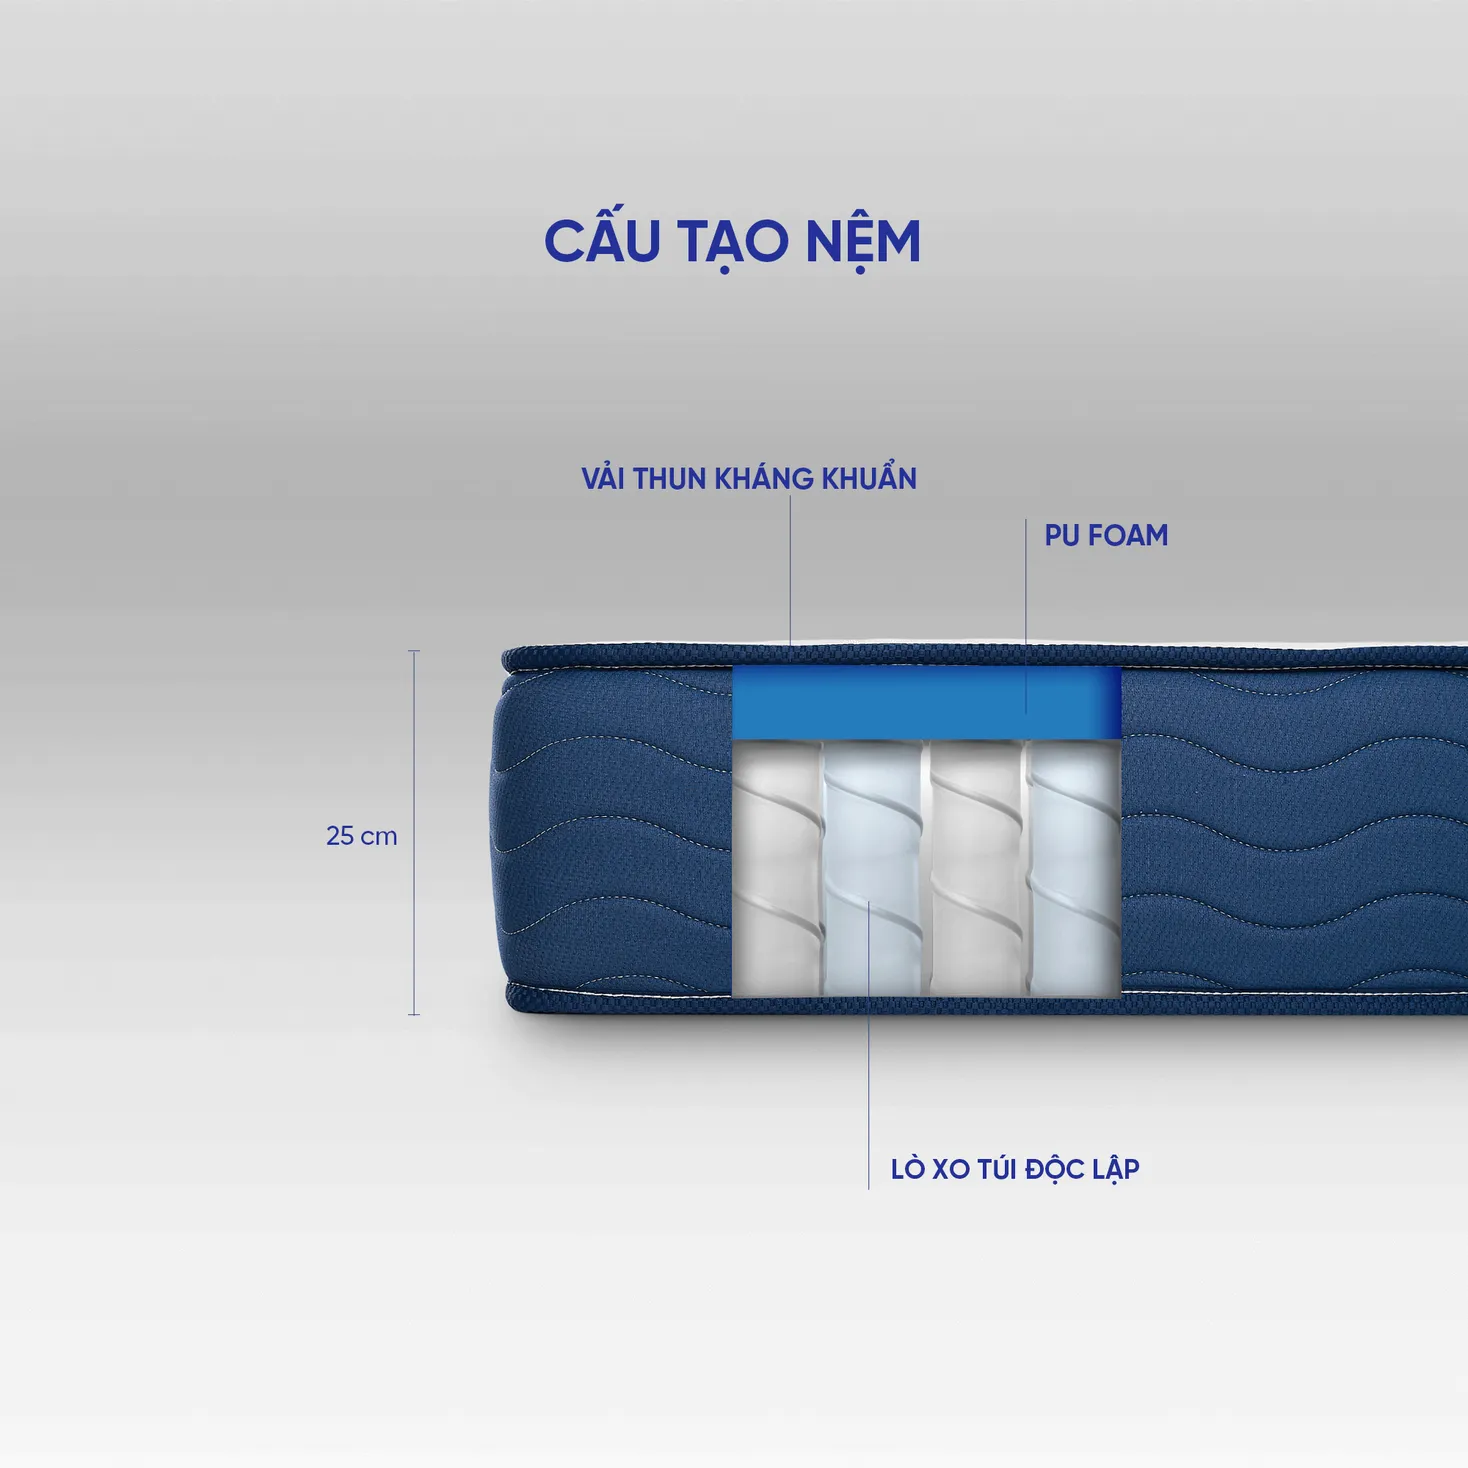 CẤU TẠO NỆM
VẢI THUN KHÁNG KHUẨN
PU FOAM
25 cm
LÒ XO TÚI ĐỘC LẬP